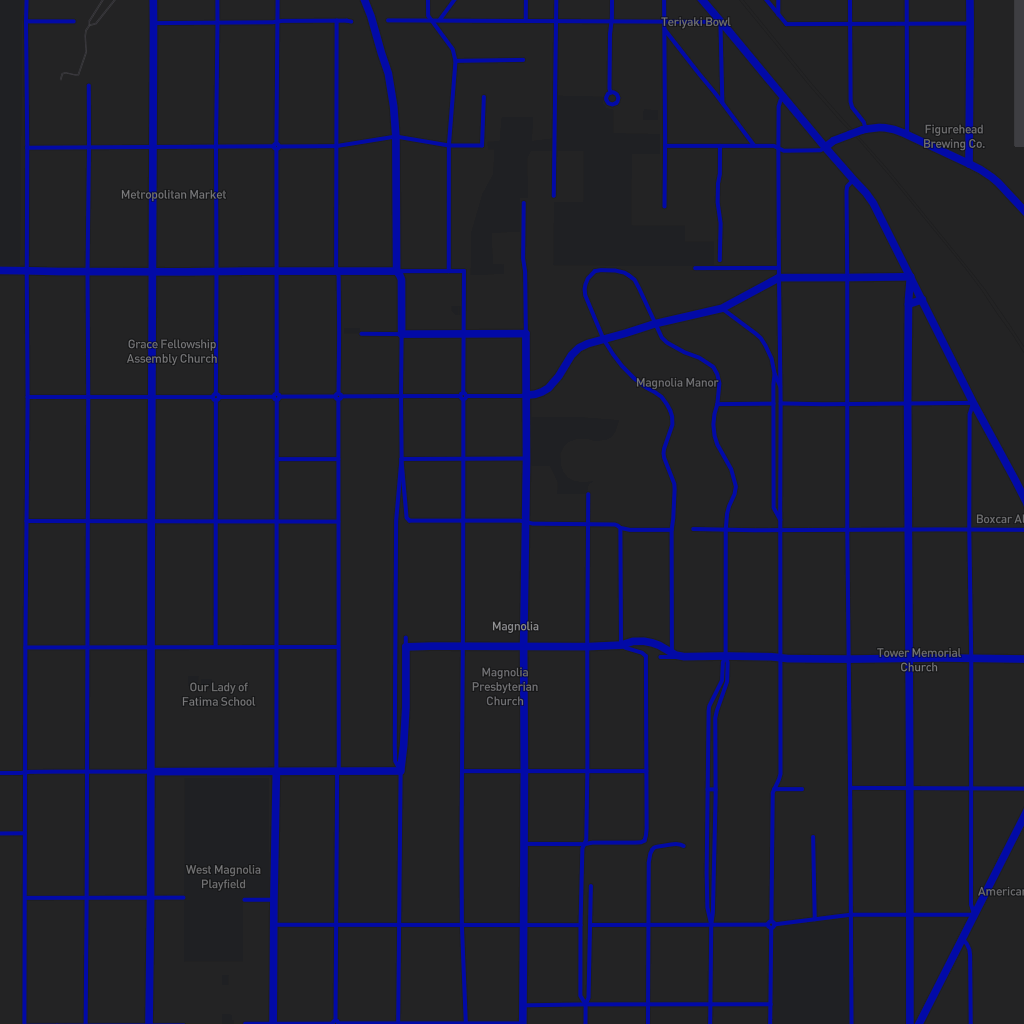 Teriyaki Bowl
Figurehead
Brewing Co.
Metropolitan Market
Grace Fellowship
Assembly Church
Magnolia Manor
Boxcar Al
Magnolia
Tower Memorial
Church
Magnolia
Presbyterian
Church
Our Lady of
Fatima School
West Magnolia
Playfield
American